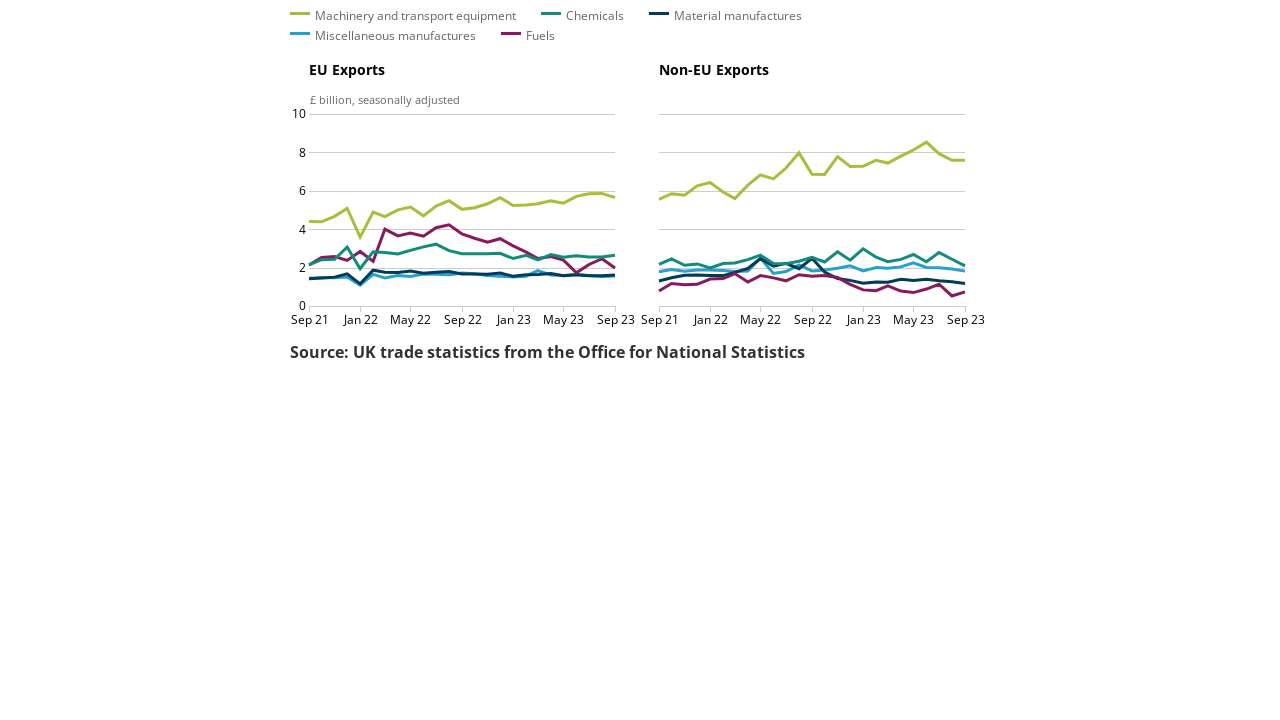 Machinery and transport equipment Chemicals Material manufactures
Miscellaneous manufactures Fuels
EU Exports Non-EU Exports
£ billion, seasonally adjusted
10
8
6
4
2
0
Sep 21 Jan 22 May 22 Sep 22 Jan 23 May 23 Sep 23 Sep 21 Jan 22 May 22 Sep 22 Jan 23 May 23 Sep 23
Source: UK trade statistics from the Office for National Statistics